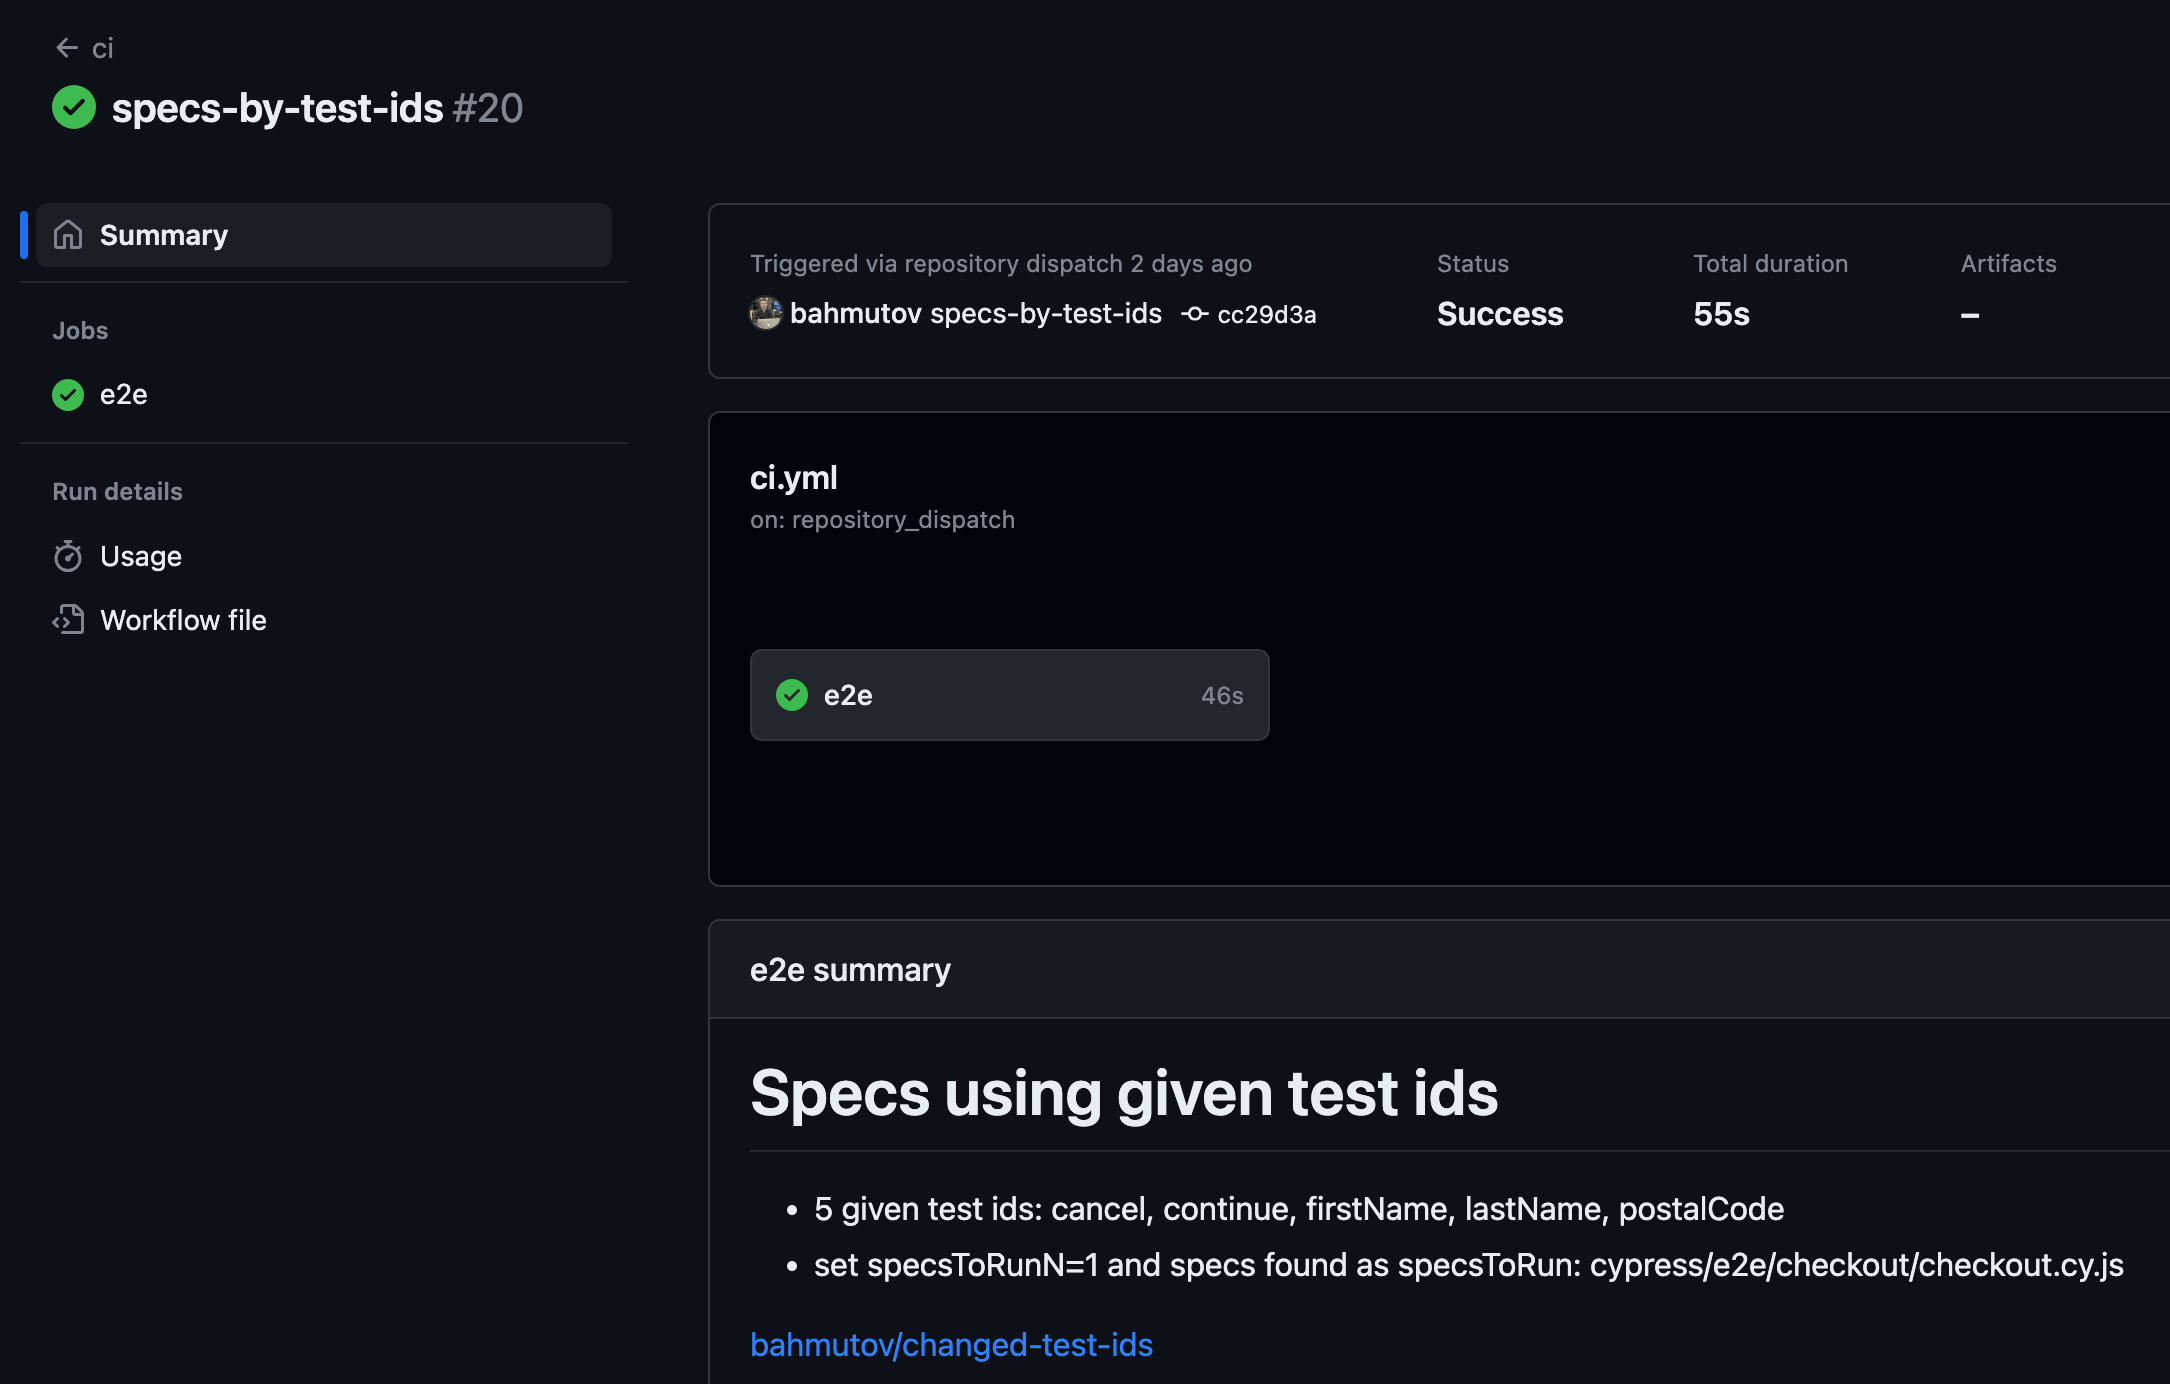 ← ci
specs-by-test-ids #20
Summary
Jobs
e2e
Run details
Usage
Workflow file
Triggered via repository dispatch 2 days ago
bahmutov specs-by-test-ids cc29d3a
Status
Success
Total duration
55s
Artifacts
–
ci.yml
on: repository_dispatch
e2e 46s
e2e summary
Specs using given test ids
• 5 given test ids: cancel, continue, firstName, lastName, postalCode
• set specsToRunN=1 and specs found as specsToRun: cypress/e2e/checkout/checkout.cy.js
bahmutov/changed-test-ids